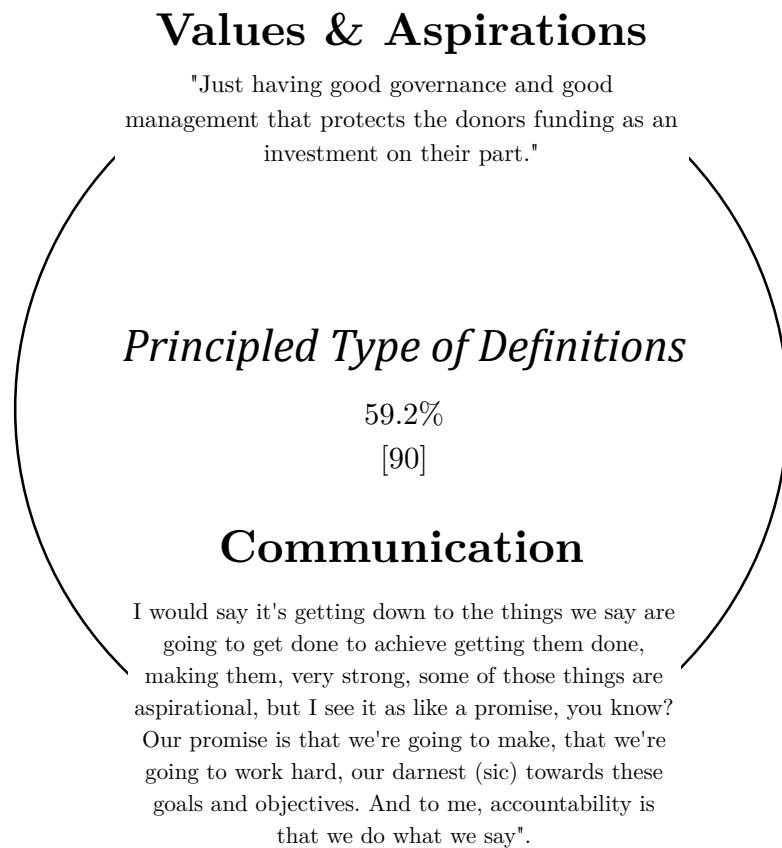 Values & Aspirations
"Just having good governance and good
management that protects the donors funding as an
investment on their part."
Principled Type of Definitions
59.2%
[90]
Communication
I would say it's getting down to the things we say are
going to get done to achieve getting them done,
making them, very strong, some of those things are
aspirational, but I see it as like a promise, you know?
Our promise is that we're going to make, that we're
going to work hard, our darnest (sic) towards these
goals and objectives. And to me, accountability is
that we do what we say".